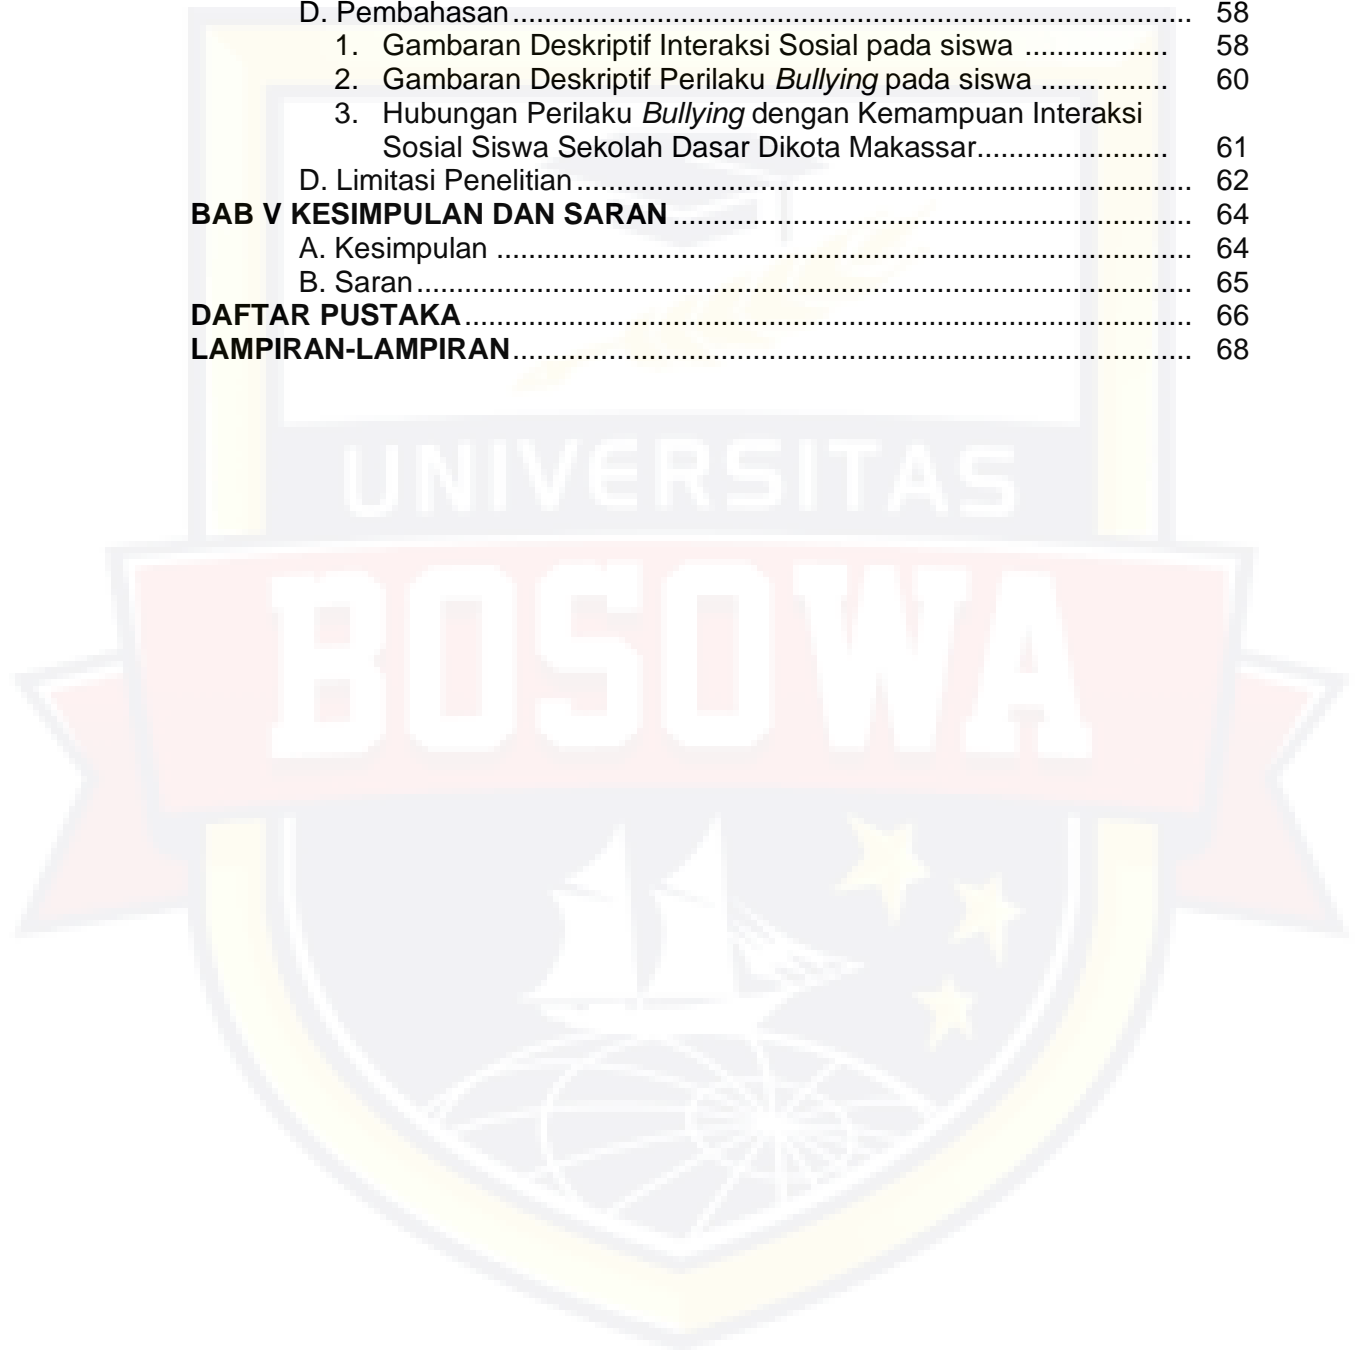 D. Pembahasan..................................................................................... 58
1. Gambaran Deskriptif Interaksi Sosial pada siswa .................. 58
2. Gambaran Deskriptif Perilaku Bullying pada siswa ................ 60
3. Hubungan Perilaku Bullying dengan Kemampuan Interaksi
Sosial Siswa Sekolah Dasar Dikota Makassar........................ 61
D. Limitasi Penelitian............................................................................. 62
BAB V KESIMPULAN DAN SARAN................................................................. 64
A. Kesimpulan ....................................................................................... 64
B. Saran................................................................................................. 65
DAFTAR PUSTAKA........................................................................................... 66
LAMPIRAN-LAMPIRAN..................................................................................... 68
UNIVERSITAS
BOSOWA